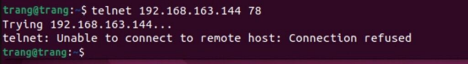 trang@trang:~$ telnet 192.168.163.144 78
Trying 192.168.163.144...
telnet: Unable to connect to remote host: Connection refused
trang@trang:~$